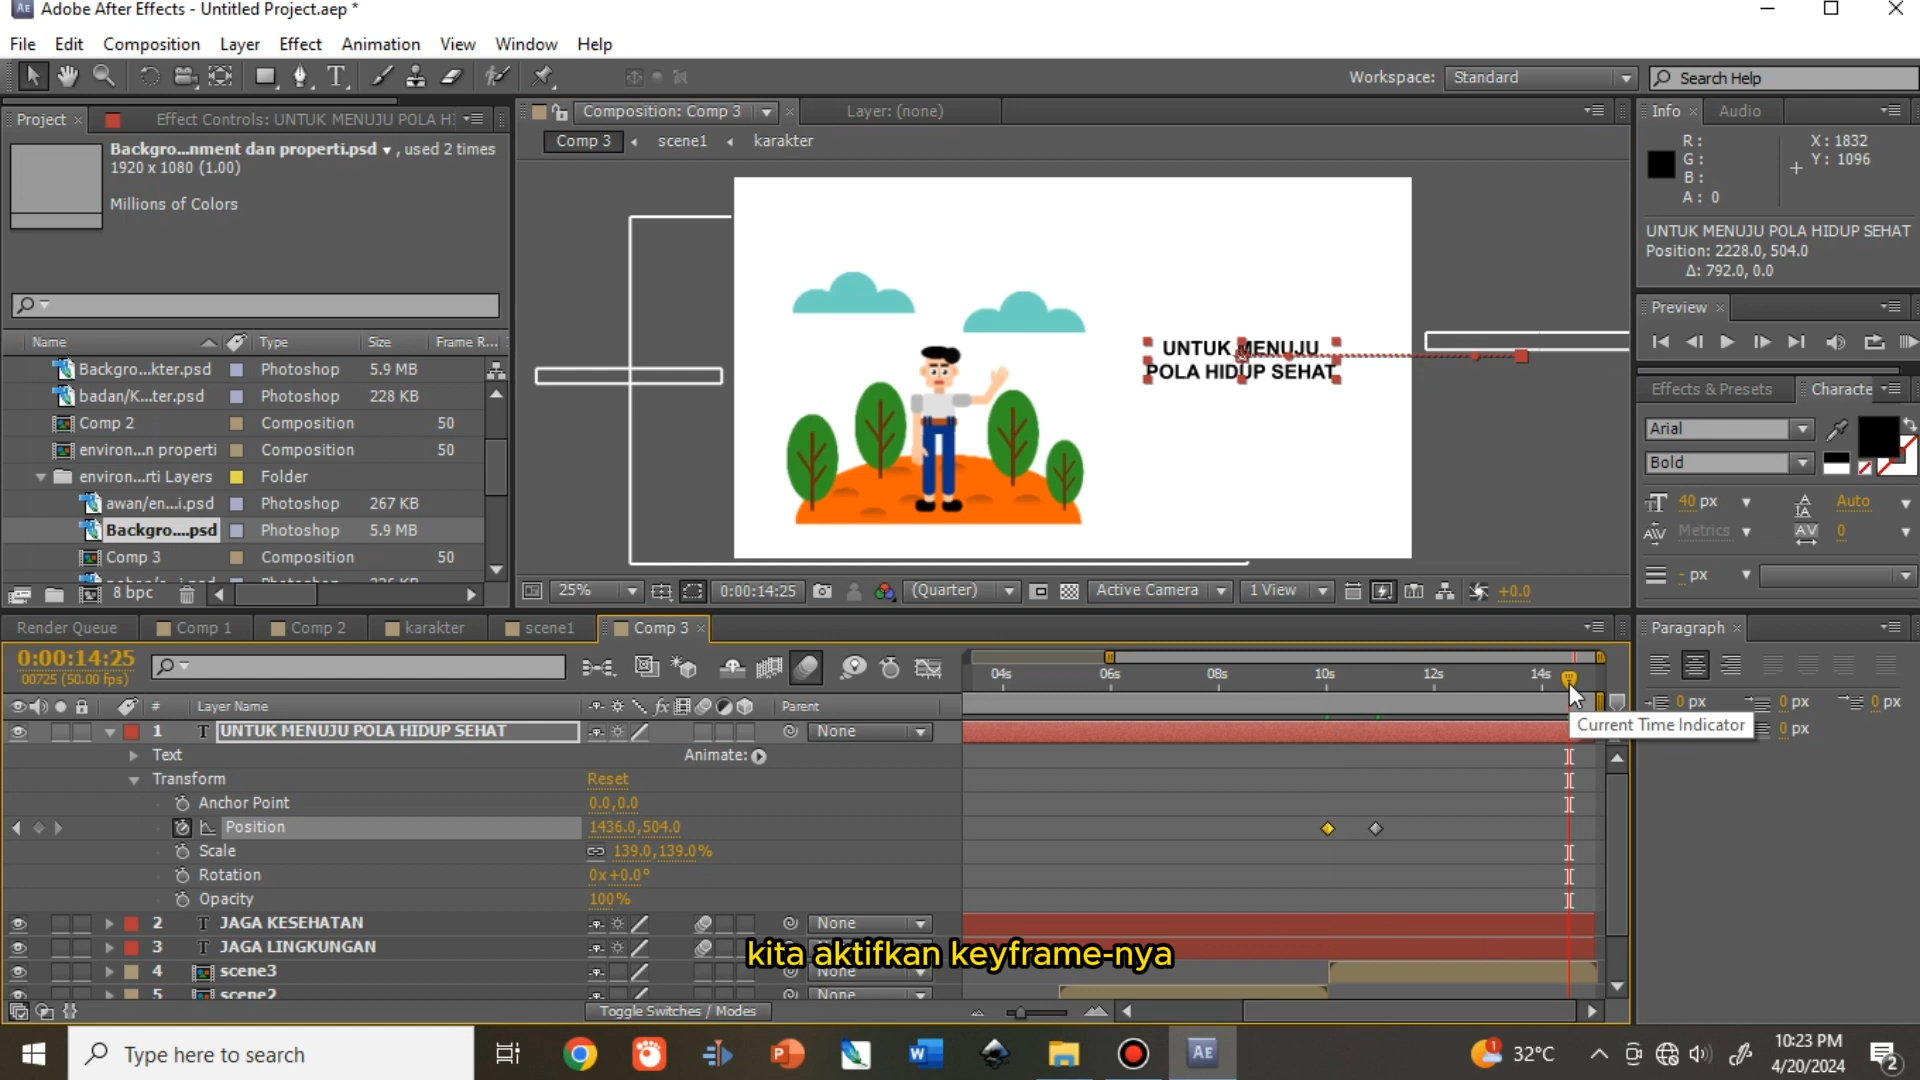 Adobe After Effects - Untitled Project.aep *
File Edit Composition Layer Effect Animation View Window Help
Workspace: Standard Search Help
Project × Effect Controls: UNTUK MENUJU POLA H
Composition: Comp 3 × Layer: (none)
Info × Audio
Backgro...nment dan properti.psd ▾ , used 2 times
1920 x 1080 (1.00)
Millions of Colors
Comp 3 scene1 karakter
R :
G :
B :
A : 0
X : 1832
Y : 1096
UNTUK MENUJU POLA HIDUP SEHAT
Position: 2228.0, 504.0
Δ: 792.0, 0.0
Preview ×
Effects & Presets Characte
Arial
Bold
40 px Auto
Metrics 0
- px
UNTUK MENUJU
POLA HIDUP SEHAT
Name Type Size Frame R...
Backgro...kter.psd Photoshop 5.9 MB
badan/K...ter.psd Photoshop 228 KB
Comp 2 Composition 50
environ...n properti Composition 50
environ...rti Layers Folder
awan/en...i.psd Photoshop 267 KB
Backgro....psd Photoshop 5.9 MB
Comp 3 Composition 50
8 bpc
25% 0:00:14:25 (Quarter) Active Camera 1 View +0.0
Render Queue Comp 1 Comp 2 karakter scene1 Comp 3 ×
Paragraph ×
0:00:14:25
00725 (50.00 fps)
04s 06s 08s 10s 12s 14s
0 px 0 px 0 px
0 px
Current Time Indicator
# Layer Name fx Parent
1 T UNTUK MENUJU POLA HIDUP SEHAT None
Text Animate:
Transform Reset
Anchor Point 0.0,0.0
Position 1436.0,504.0
Scale 139.0,139.0%
Rotation 0x+0.0°
Opacity 100%
2 T JAGA KESEHATAN None
3 T JAGA LINGKUNGAN None
4 scene3 None
5 scene2 None
kita aktifkan keyframe-nya
Toggle Switches / Modes
Type here to search
AE
32°C
10:23 PM
4/20/2024
2